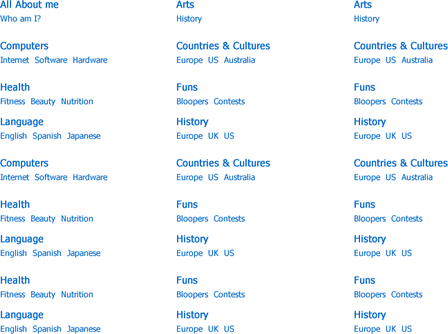 All About me Arts Arts
Who am I? History History
Computers Countries & Cultures Countries & Cultures
Internet Software Hardware Europe US Australia Europe US Australia
Health Funs Funs
Fitness Beauty Nutrition Bloopers Contests Bloopers Contests
Language History History
English Spanish Japanese Europe UK US Europe UK US
Computers Countries & Cultures Countries & Cultures
Internet Software Hardware Europe US Australia Europe US Australia
Health Funs Funs
Fitness Beauty Nutrition Bloopers Contests Bloopers Contests
Language History History
English Spanish Japanese Europe UK US Europe UK US
Health Funs Funs
Fitness Beauty Nutrition Bloopers Contests Bloopers Contests
Language History History
English Spanish Japanese Europe UK US Europe UK US